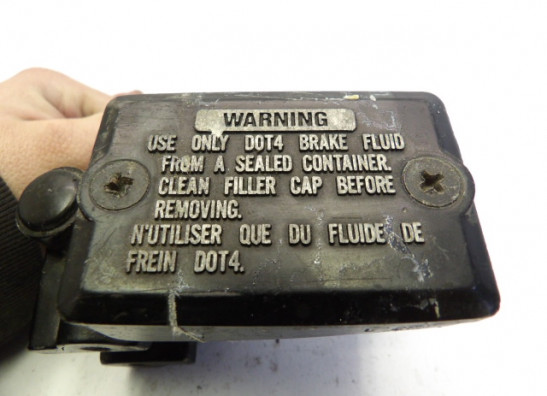 WARNING
USE ONLY DOT4 BRAKE FLUID
FROM A SEALED CONTAINER.
CLEAN FILLER CAP BEFORE
REMOVING.
N'UTILISER QUE DU FLUIDE DE
FREIN DOT4.